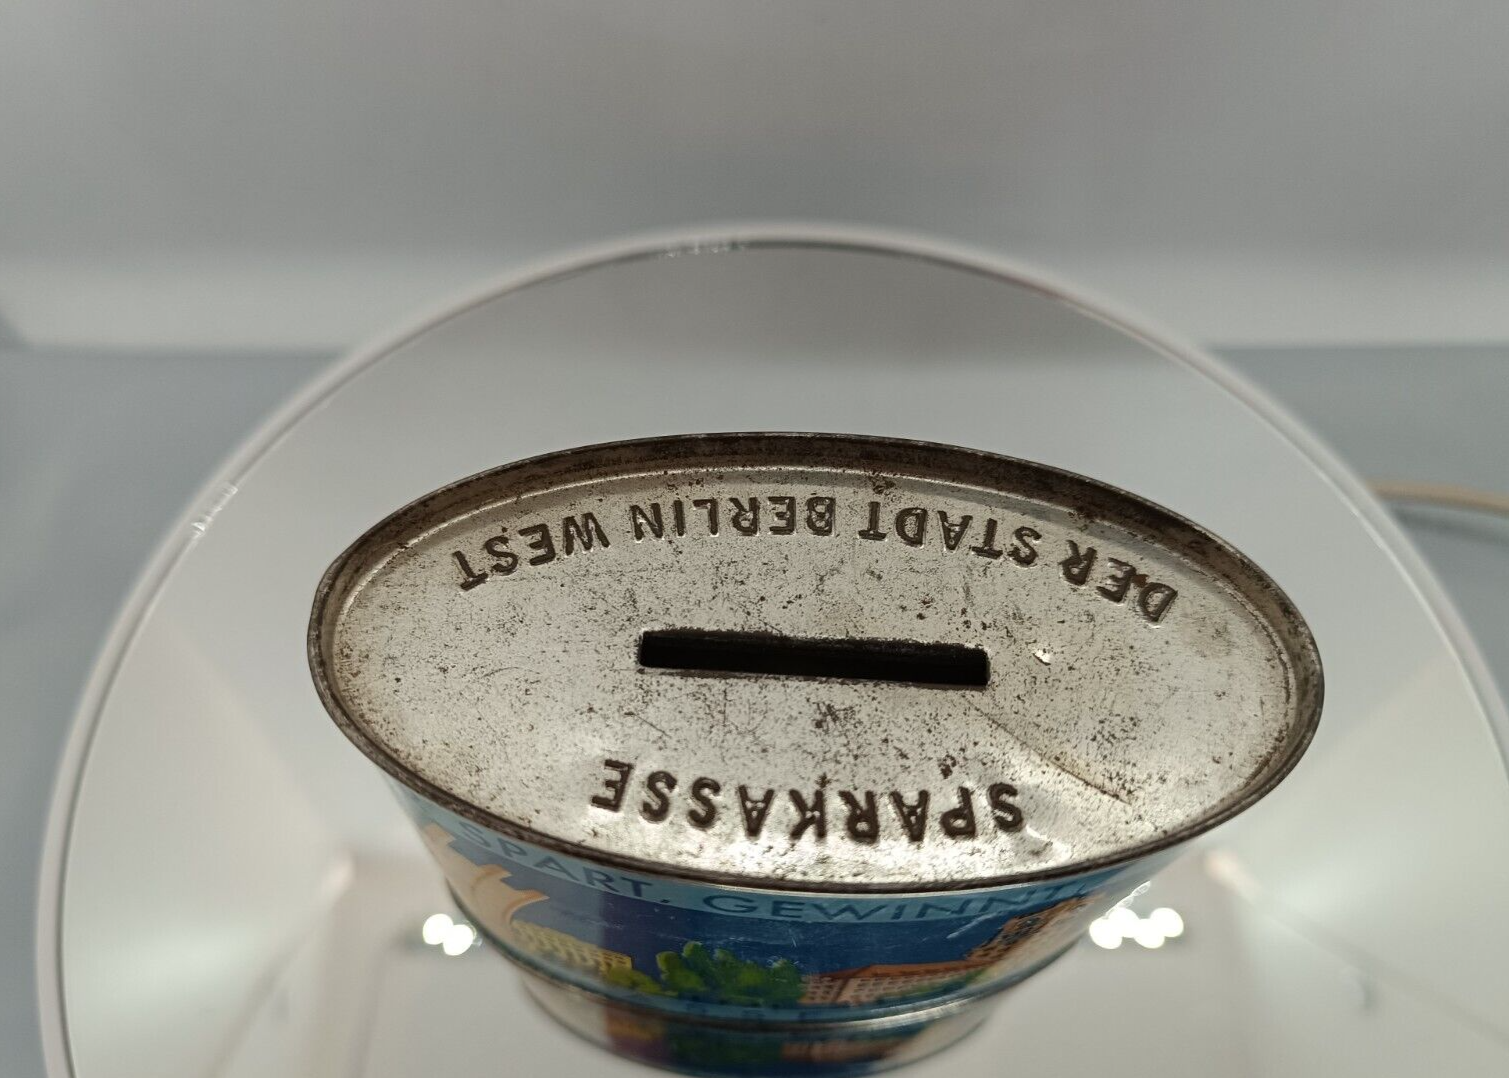 SPARKASSE
DER STADT BERLIN WEST
SPART, GEWINNT